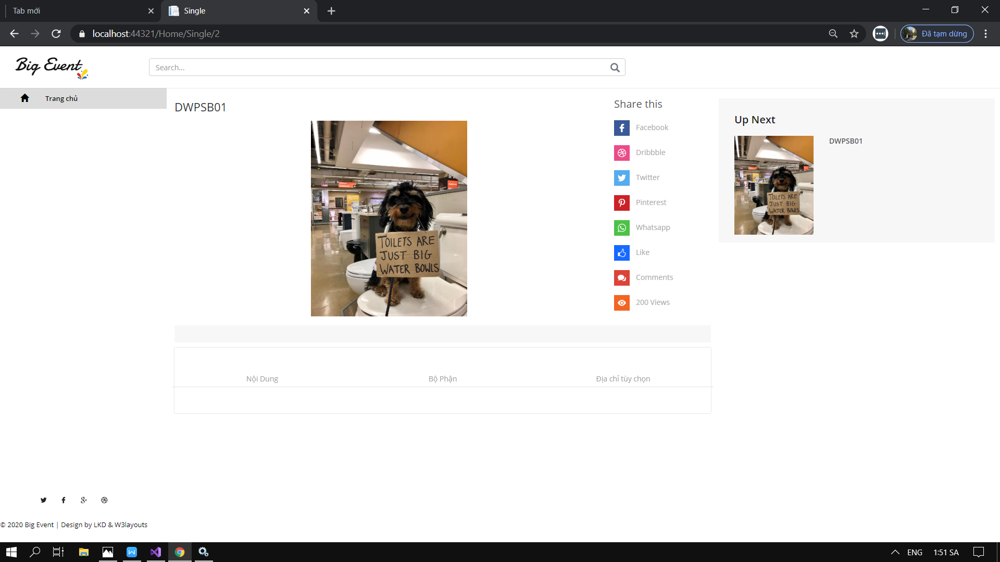 Tab mới
Single
localhost:44321/Home/Single/2
Đã tạm dừng
Big Event
Search...
Trang chủ
DWPSB01
TOILETS ARE
JUST BIG
WATER BOWLS
Share this
Facebook
Dribbble
Twitter
Pinterest
Whatsapp
Like
Comments
200 Views
Up Next
DWPSB01
TOILETS ARE
JUST BIG
WATER BOWLS
Nội Dung
Bộ Phận
Địa chỉ tùy chọn
© 2020 Big Event | Design by LKD & W3layouts
ENG
1:51 SA